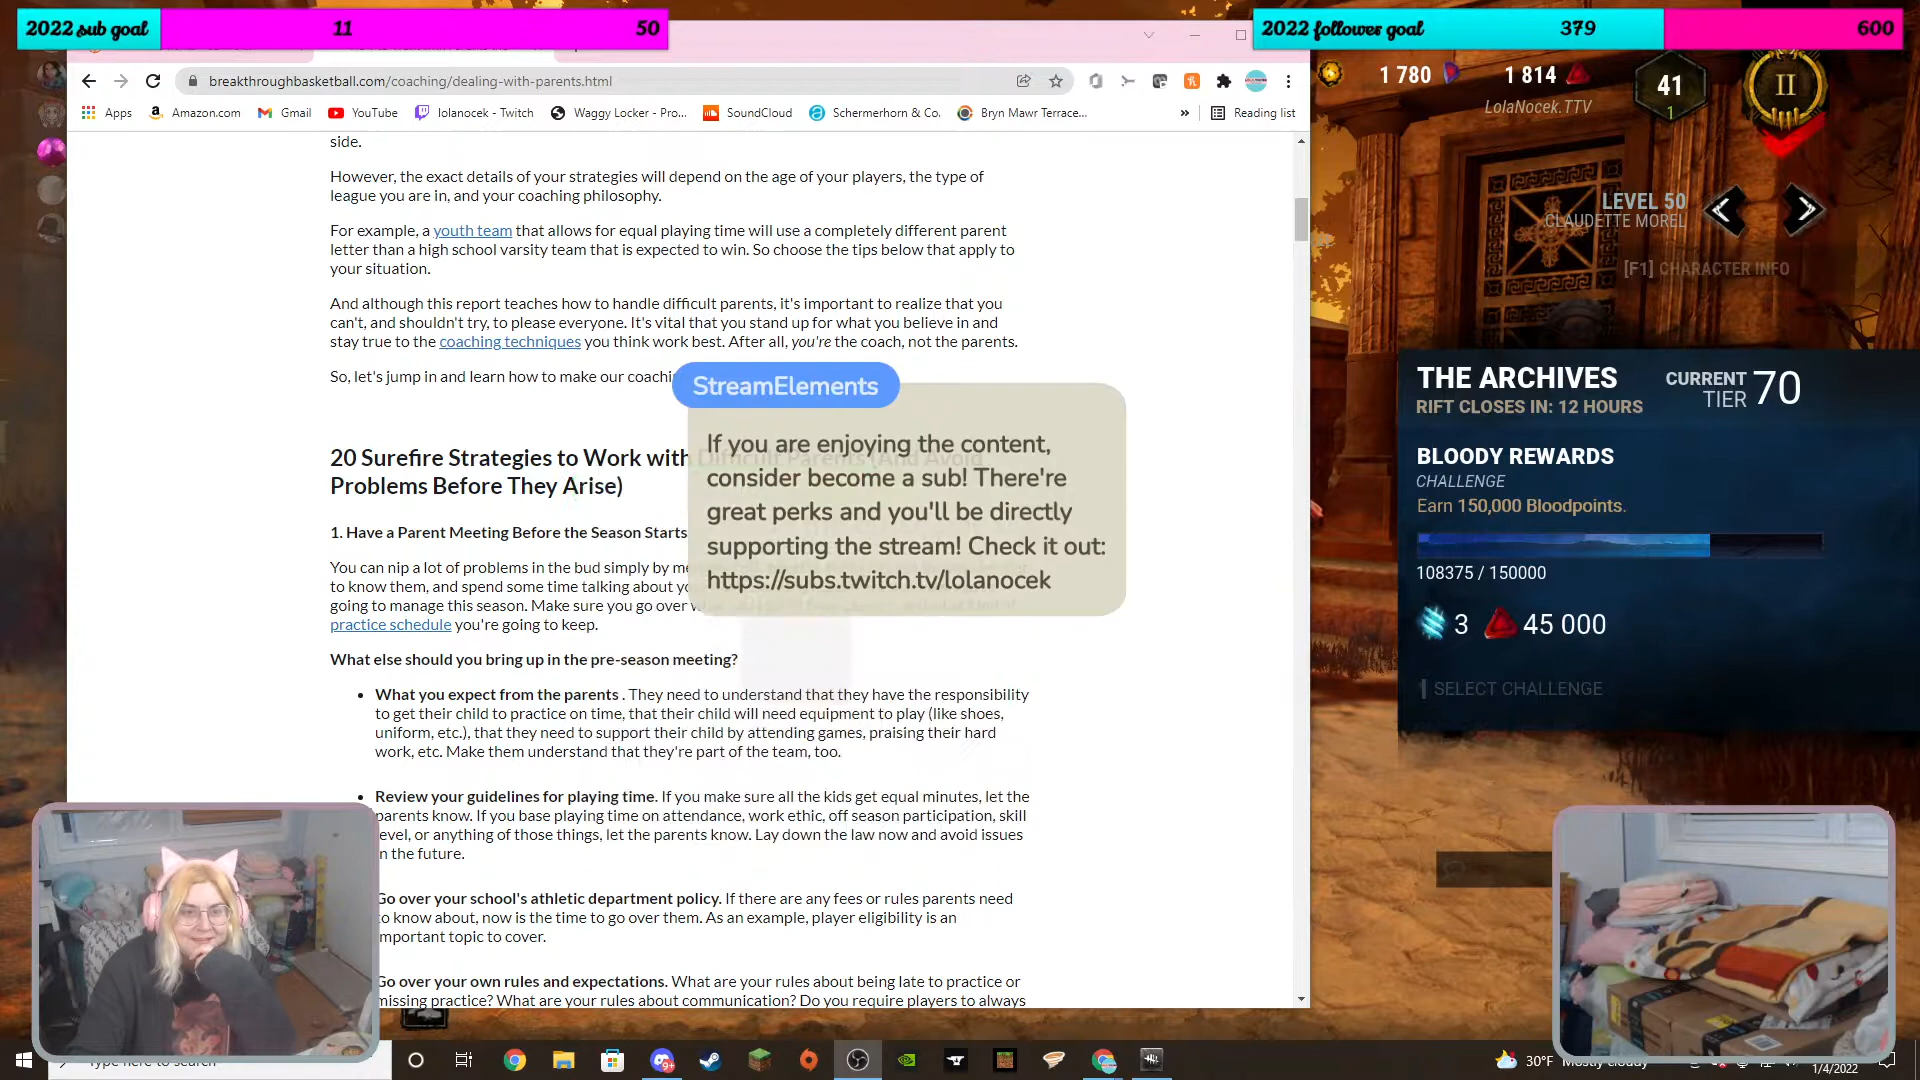 2022 sub goal 11 50
2022 follower goal 379 600
breakthroughbasketball.com/coaching/dealing-with-parents.html
Apps Amazon.com Gmail YouTube lolanocek - Twitch Waggy Locker - Pro... SoundCloud Schermerhorn & Co. Bryn Mawr Terrace... » Reading list
side.
However, the exact details of your strategies will depend on the age of your players, the type of
league you are in, and your coaching philosophy.
For example, a youth team that allows for equal playing time will use a completely different parent
letter than a high school varsity team that is expected to win. So choose the tips below that apply to
your situation.
And although this report teaches how to handle difficult parents, it's important to realize that you
can't, and shouldn't try, to please everyone. It's vital that you stand up for what you believe in and
stay true to the coaching techniques you think work best. After all, you're the coach, not the parents.
So, let's jump in and learn how to make our coachi
20 Surefire Strategies to Work with Difficult Parents (And Avoid
Problems Before They Arise)
1. Have a Parent Meeting Before the Season Starts
You can nip a lot of problems in the bud simply by me
to know them, and spend some time talking about yo
going to manage this season. Make sure you go over
practice schedule you're going to keep.
What else should you bring up in the pre-season meeting?
• What you expect from the parents . They need to understand that they have the responsibility
to get their child to practice on time, that their child will need equipment to play (like shoes,
uniform, etc.), that they need to support their child by attending games, praising their hard
work, etc. Make them understand that they're part of the team, too.
• Review your guidelines for playing time. If you make sure all the kids get equal minutes, let the
parents know. If you base playing time on attendance, work ethic, off season participation, skill
evel, or anything of those things, let the parents know. Lay down the law now and avoid issues
n the future.
Go over your school's athletic department policy. If there are any fees or rules parents need
to know about, now is the time to go over them. As an example, player eligibility is an
mportant topic to cover.
Go over your own rules and expectations. What are your rules about being late to practice or
missing practice? What are your rules about communication? Do you require players to always
StreamElements
If you are enjoying the content,
consider become a sub! There're
great perks and you'll be directly
supporting the stream! Check it out:
https://subs.twitch.tv/lolanocek
1 780 1 814 41 II
LolaNocek.TTV 1
LEVEL 50
CLAUDETTE MOREL
[F1] CHARACTER INFO
THE ARCHIVES
RIFT CLOSES IN: 12 HOURS
CURRENT
TIER 70
BLOODY REWARDS
CHALLENGE
Earn 150,000 Bloodpoints.
108375 / 150000
3 45 000
SELECT CHALLENGE
Type here to search
9+
30°F Mostly cloudy
1/4/2022